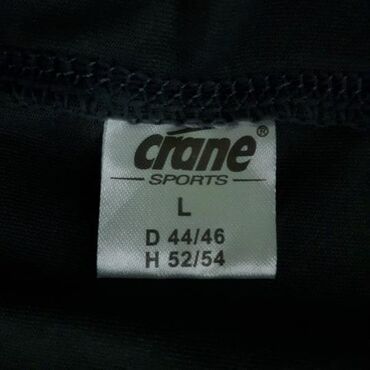 crane®
SPORTS
L
D 44/46
H 52/54